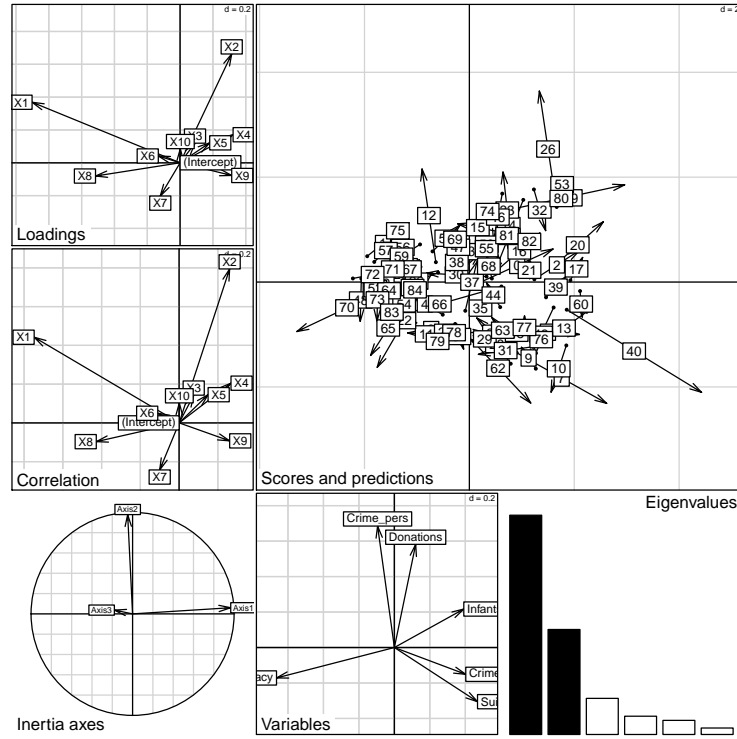 d = 0.2
X2
X1
X3
X4
X10
X5
X6
(Intercept)
X8
X9
X7
Loadings
d = 0.2
X2
X1
X3
X4
X10
X5
X6
(Intercept)
X8
X9
X7
Correlation
d = 2
26
53
80
9
12
74
32
15
81
82
20
75
69
55
57
59
38
68
21
2
17
72
71
67
37
39
84
44
70
73
66
60
83
35
65
63
77
13
78
79
29
76
40
31
9
62
10
7
Scores and predictions
Axis2
Axis3
Axis1
Inertia axes
d = 0.2
Crime_pers
Donations
Infant
Crime
acy
Sui
Variables
Eigenvalues